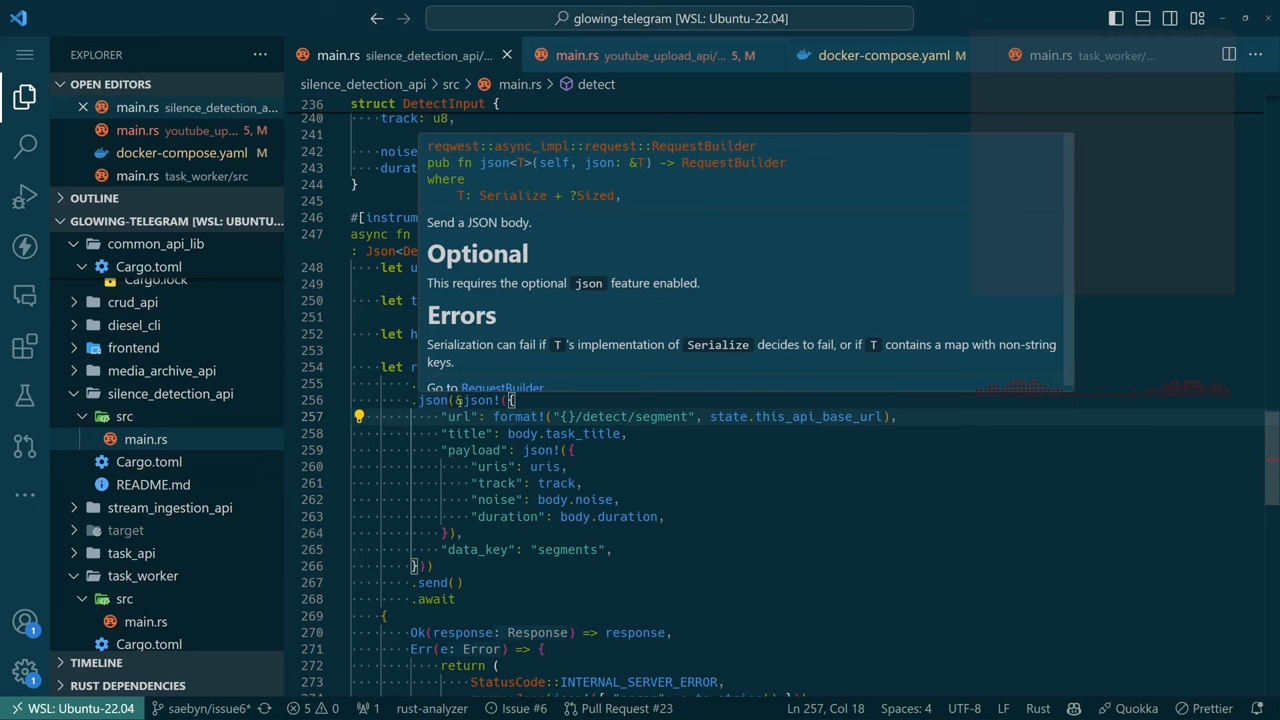 glowing-telegram [WSL: Ubuntu-22.04]
EXPLORER
OPEN EDITORS
main.rs silence_detection_a...
main.rs youtube_up... 5, M
docker-compose.yaml M
main.rs task_worker/src
OUTLINE
GLOWING-TELEGRAM [WSL: UBUNTU-22.04]...
common_api_lib
Cargo.toml
Cargo.lock
crud_api
diesel_cli
frontend
media_archive_api
silence_detection_api
src
main.rs
Cargo.toml
README.md
stream_ingestion_api
target
task_api
task_worker
src
main.rs
Cargo.toml
TIMELINE
RUST DEPENDENCIES
main.rs silence_detection_api/...
main.rs youtube_upload_api/... 5, M
docker-compose.yaml M
main.rs task_worker/...
silence_detection_api > src > main.rs > detect
236 struct DetectInput {
240 track: u8,
241
242 noise
243 durat
244 }
245
246 #[instrum
247 async fn
: Json<De
248 let u
249
250 let t
251
252 let h
253
254 let r
255 .
reqwest::async_impl::request::RequestBuilder
pub fn json<T>(self, json: &T) -> RequestBuilder
where
T: Serialize + ?Sized,
Send a JSON body.
Optional
This requires the optional json feature enabled.
Errors
Serialization can fail if T's implementation of Serialize decides to fail, or if T contains a map with non-string
keys.
Go to RequestBuilder
256 .json(&json!({
257 "url": format!("{}/detect/segment", state.this_api_base_url),
258 "title": body.task_title,
259 "payload": json!({
260 "uris": uris,
261 "track": track,
262 "noise": body.noise,
263 "duration": body.duration,
264 }),
265 "data_key": "segments",
266 }))
267 .send()
268 .await
269 {
270 Ok(response: Response) => response,
271 Err(e: Error) => {
272 return (
273 StatusCode::INTERNAL_SERVER_ERROR,
WSL: Ubuntu-22.04 saebyn/issue6* 5 0 1 rust-analyzer Issue #6 Pull Request #23 Ln 257, Col 18 Spaces: 4 UTF-8 LF Rust Quokka Prettier